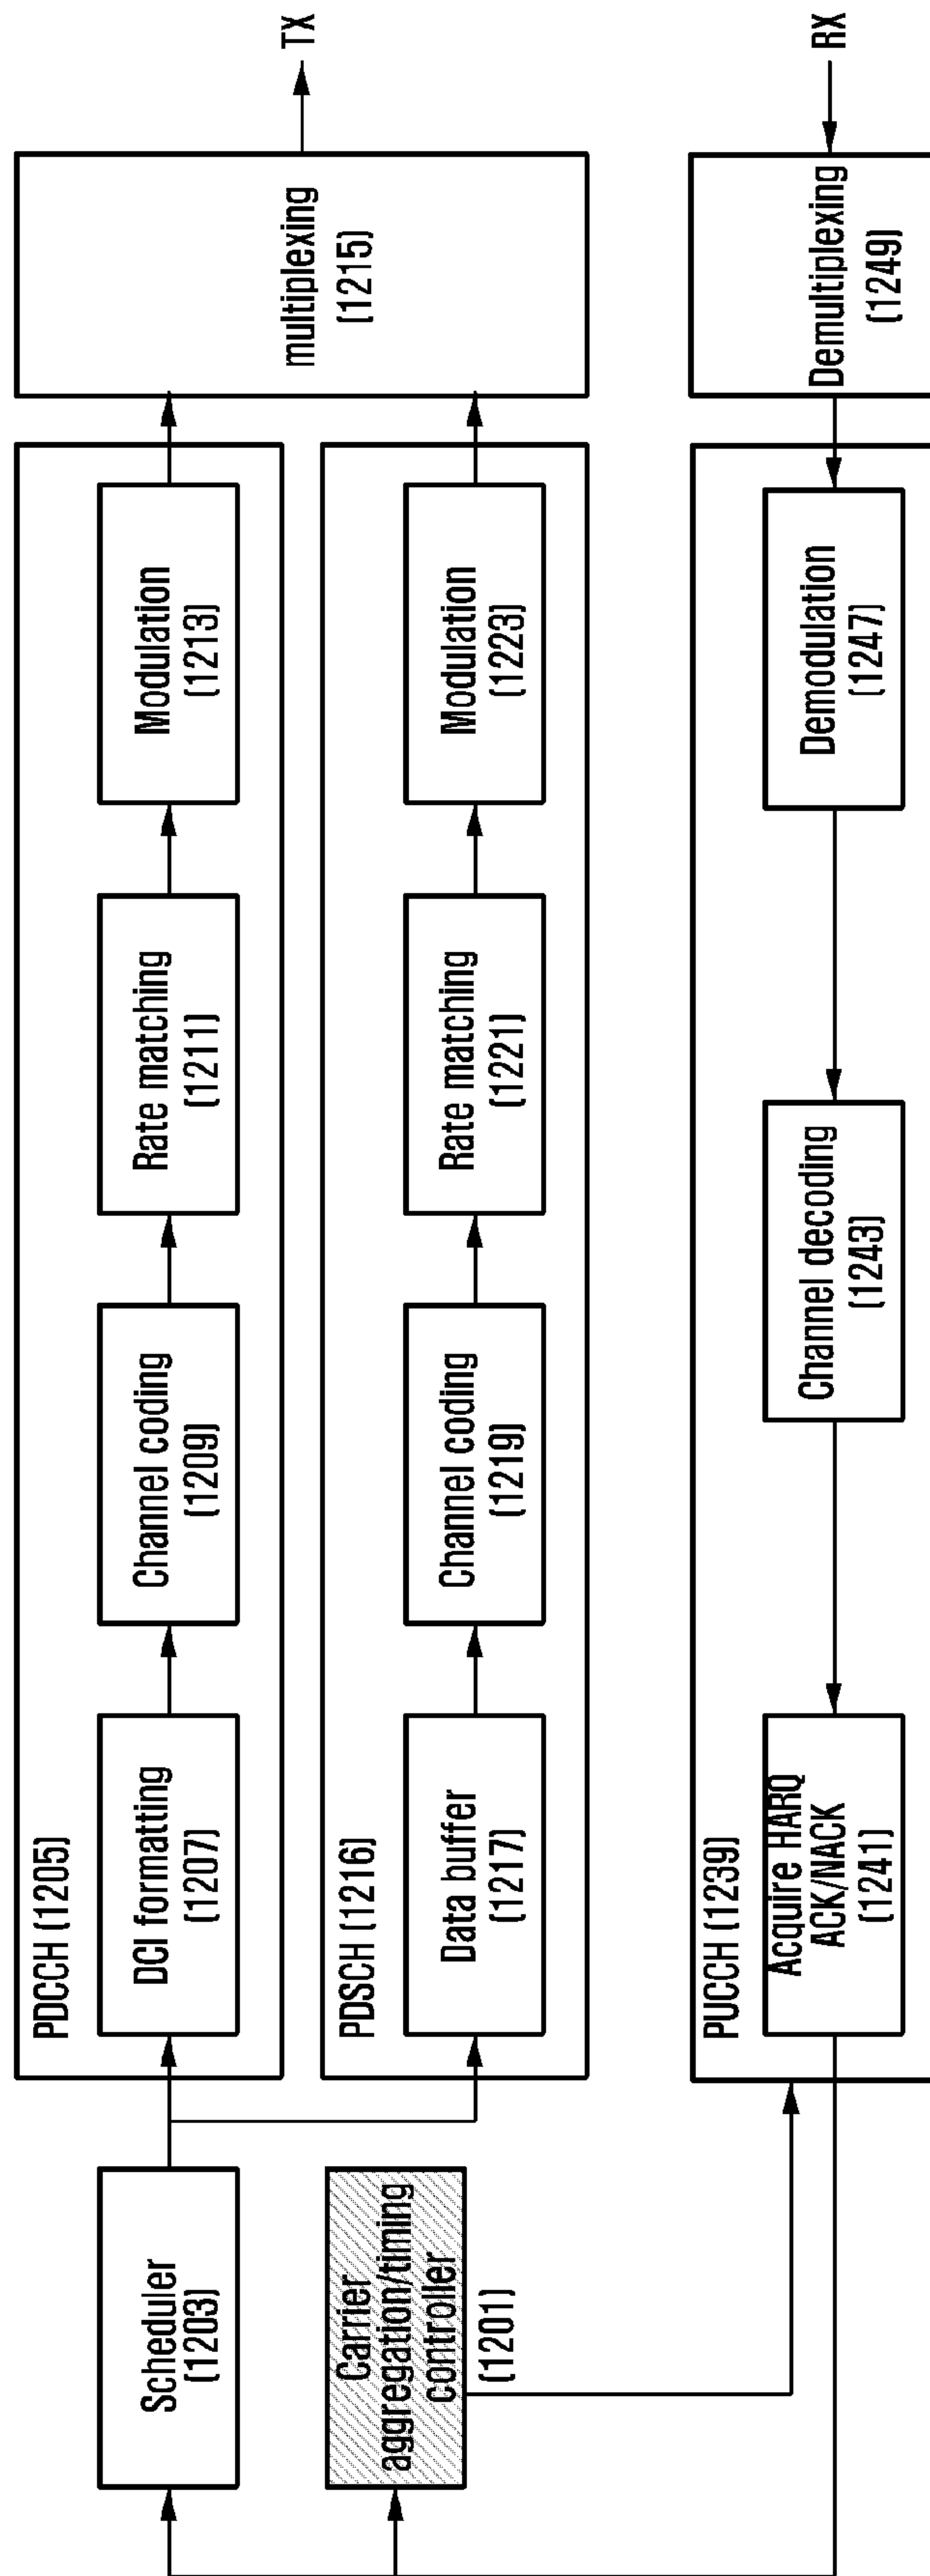 Scheduler
(1203)
Carrier
aggregation/timing
controller
(1201)
PDCCH (1205)
DCI formatting
(1207)
Channel coding
(1209)
Rate matching
(1211)
Modulation
(1213)
PDSCH (1216)
Data buffer
(1217)
Channel coding
(1219)
Rate matching
(1221)
Modulation
(1223)
multiplexing
(1215)
TX
PUCCH (1239)
Acquire HARQ
ACK/NACK
(1241)
Channel decoding
(1243)
Demodulation
(1247)
Demultiplexing
(1249)
RX